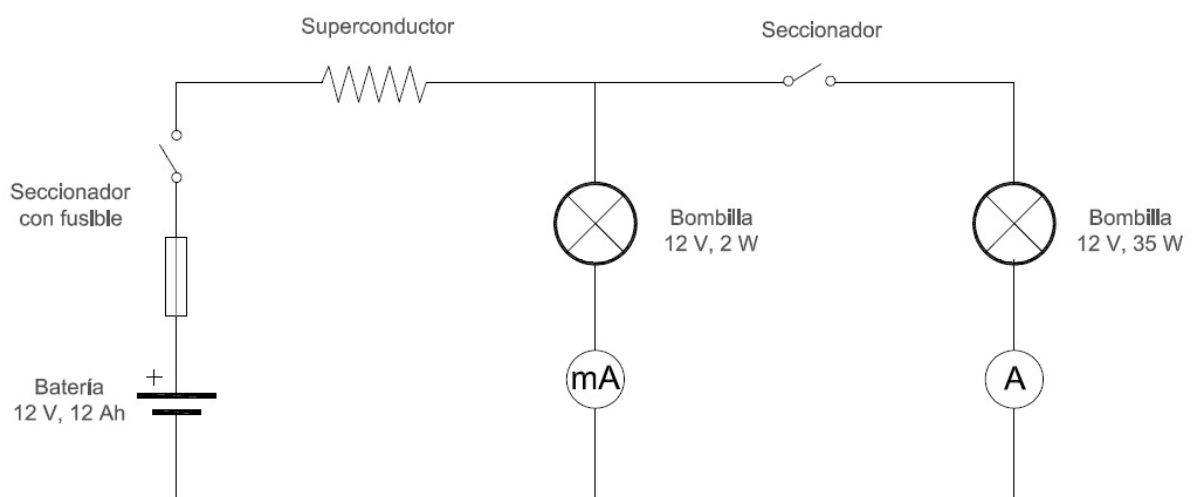 Superconductor
Seccionador
Seccionador
con fusible
Bombilla
12 V, 2 W
Bombilla
12 V, 35 W
+
Batería
12 V, 12 Ah
mA
A